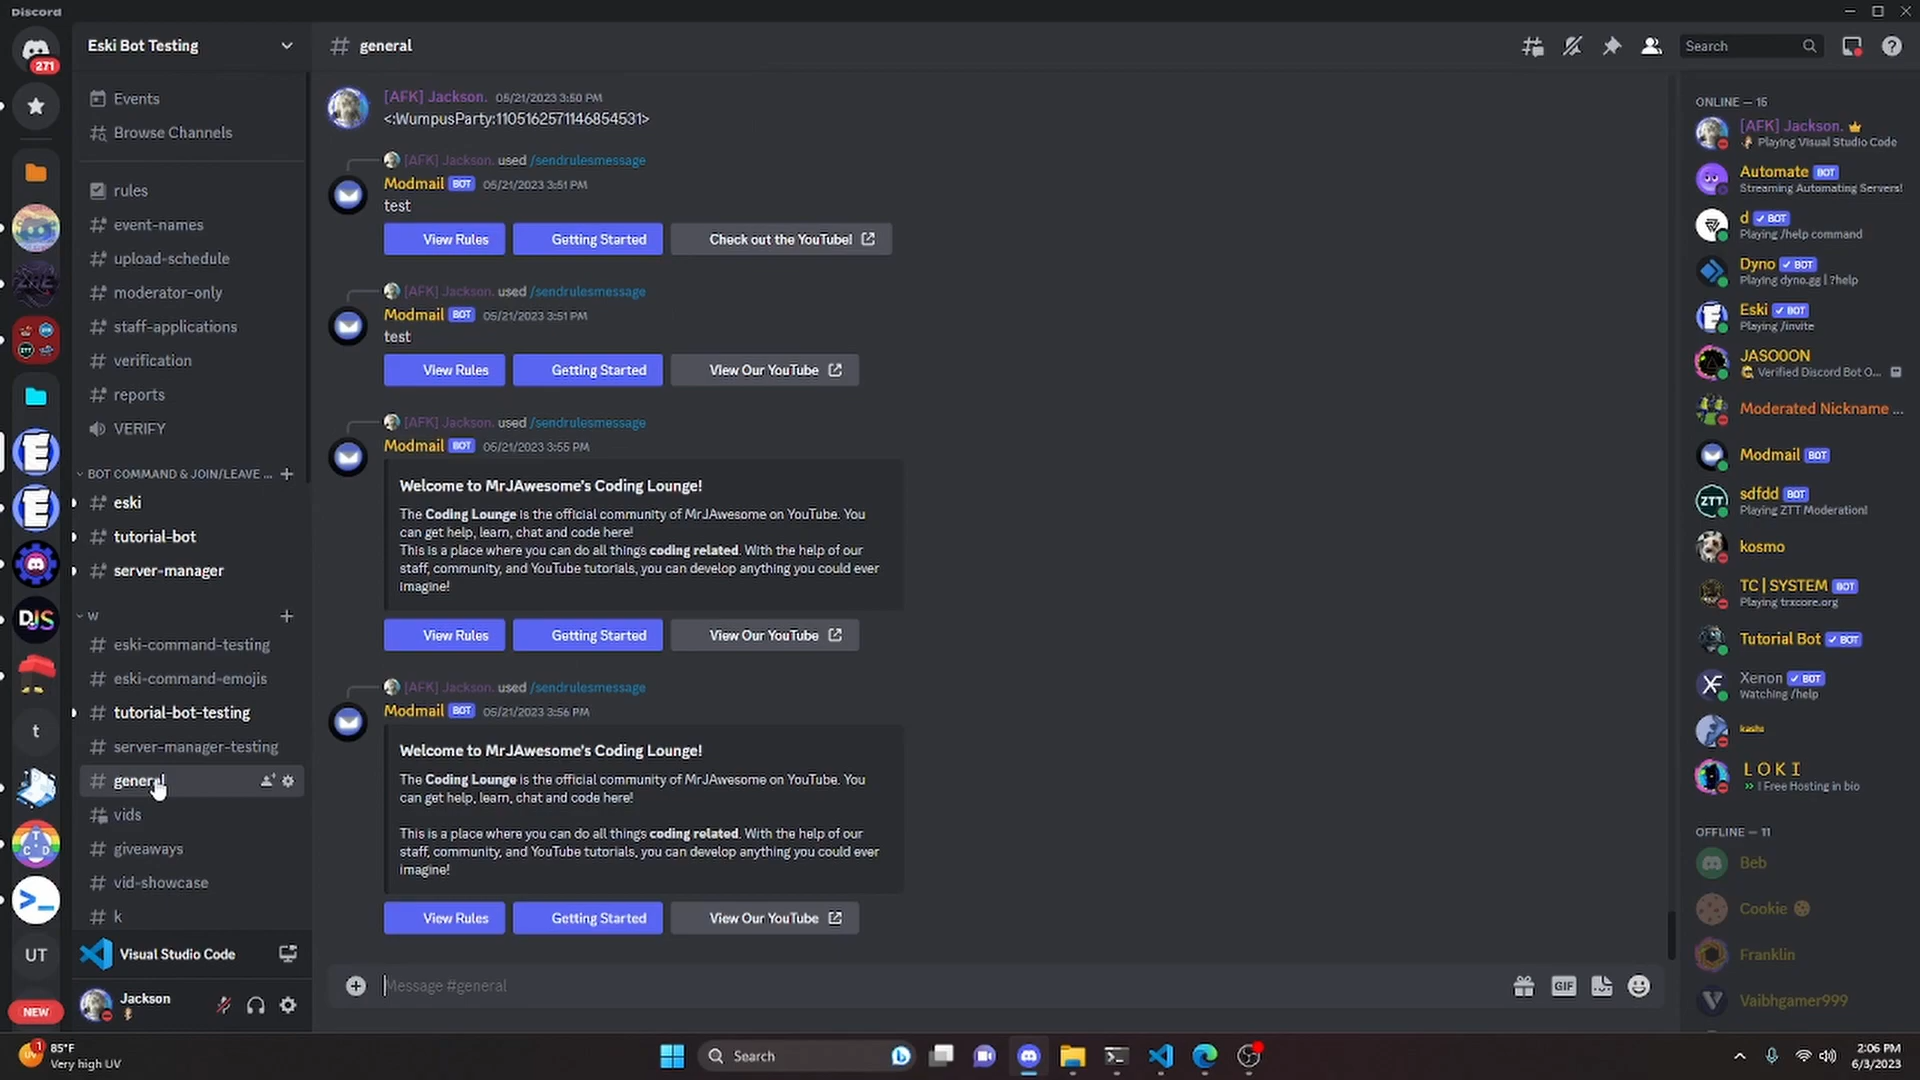 Discord
271
NEW
UT
t
DJS
ZHE
ZTT
TCD
Eski Bot Testing
Events
Browse Channels
rules
event-names
upload-schedule
moderator-only
staff-applications
verification
reports
VERIFY
BOT COMMAND & JOIN/LEAVE ...
eski
tutorial-bot
server-manager
W
eski-command-testing
eski-command-emojis
tutorial-bot-testing
server-manager-testing
general
vids
giveaways
vid-showcase
k
Visual Studio Code
Jackson
general
Search
[AFK] Jackson. 05/21/2023 3:50 PM
<:WumpusParty:1105162571146854531>
[AFK] Jackson. used /sendrulesmessage
Modmail BOT 05/21/2023 3:51 PM
test
View Rules Getting Started Check out the YouTube!
[AFK] Jackson. used /sendrulesmessage
Modmail BOT 05/21/2023 3:51 PM
test
View Rules Getting Started View Our YouTube
[AFK] Jackson. used /sendrulesmessage
Modmail BOT 05/21/2023 3:55 PM
Welcome to MrJAwesome's Coding Lounge!
The Coding Lounge is the official community of MrJAwesome on YouTube. You
can get help, learn, chat and code here!
This is a place where you can do all things coding related. With the help of our
staff, community, and YouTube tutorials, you can develop anything you could ever
imagine!
View Rules Getting Started View Our YouTube
[AFK] Jackson. used /sendrulesmessage
Modmail BOT 05/21/2023 3:56 PM
Welcome to MrJAwesome's Coding Lounge!
The Coding Lounge is the official community of MrJAwesome on YouTube. You
can get help, learn, chat and code here!
This is a place where you can do all things coding related. With the help of our
staff, community, and YouTube tutorials, you can develop anything you could ever
imagine!
View Rules Getting Started View Our YouTube
Message #general
GIF
ONLINE — 15
[AFK] Jackson.
Playing Visual Studio Code
Automate BOT
Streaming Automating Servers!
d BOT
Playing /help command
Dyno BOT
Playing dyno.gg | ?help
Eski BOT
Playing /invite
JASO0ON
Verified Discord Bot O...
Moderated Nickname ...
Modmail BOT
ZTT
sdfdd BOT
Playing ZTT Moderation!
kosmo
TC | SYSTEM BOT
Playing trxcore.org
Tutorial Bot BOT
Xenon BOT
Watching /help
kashi
L O K I
! Free Hosting in bio
OFFLINE — 11
Beb
Cookie
Franklin
Vaibhgamer999
85°F
Very high UV
Search
2:06 PM
6/3/2023